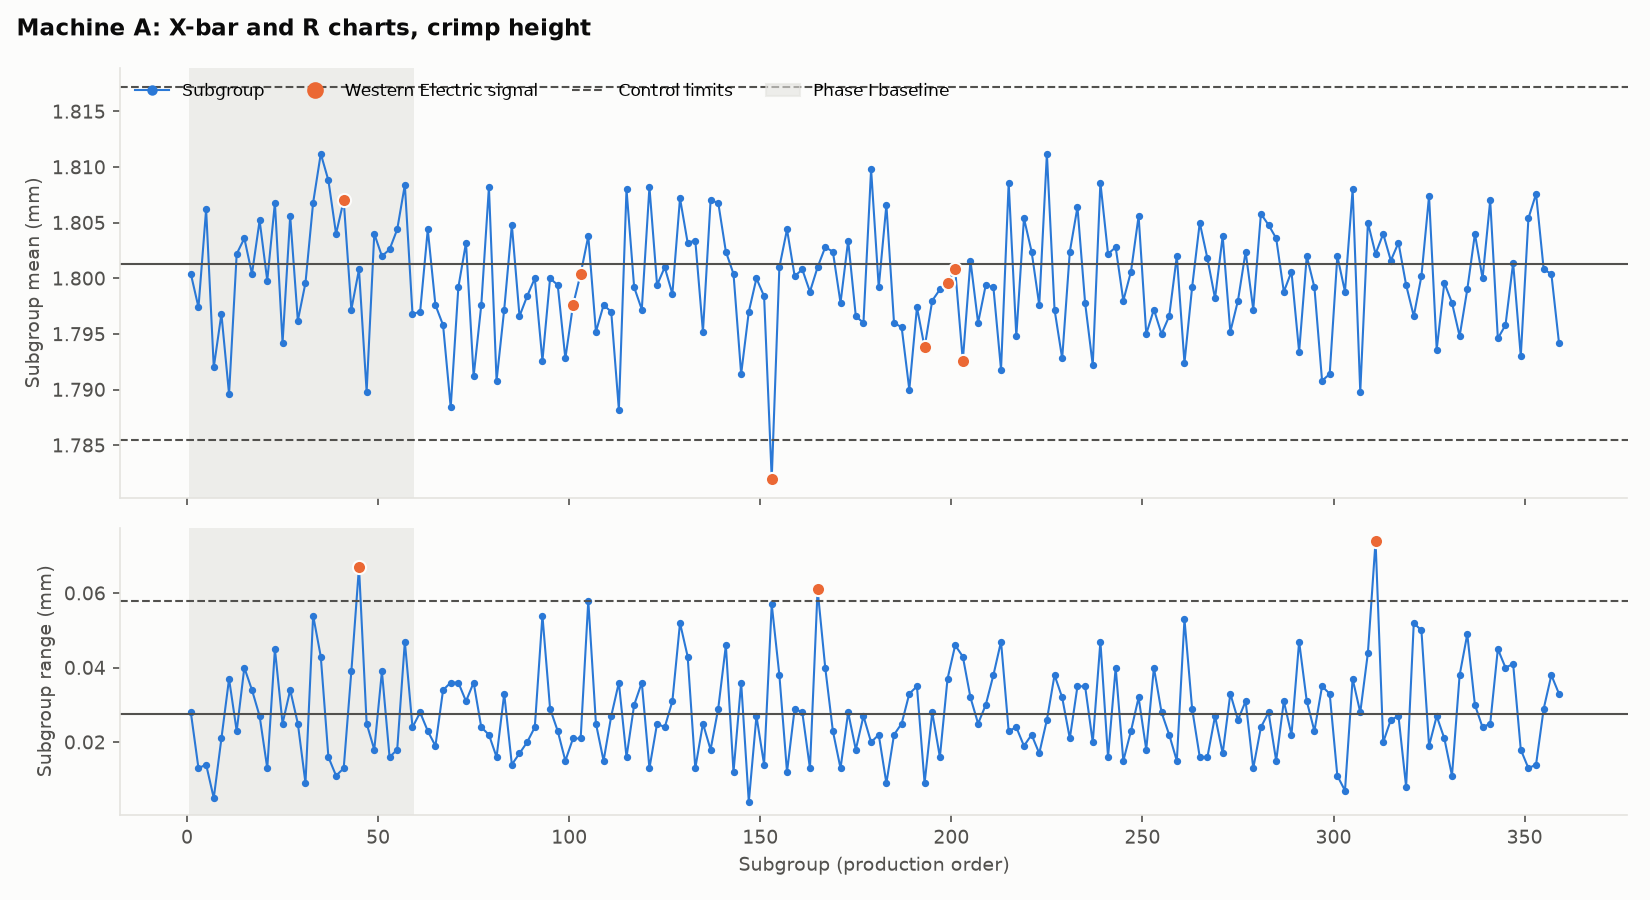 Machine A: X-bar and R charts, crimp height
Subgroup Western Electric signal Control limits Phase I baseline
Subgroup mean (mm)
1.815
1.810
1.805
1.800
1.795
1.790
1.785
Subgroup range (mm)
0.06
0.04
0.02
0 50 100 150 200 250 300 350
Subgroup (production order)